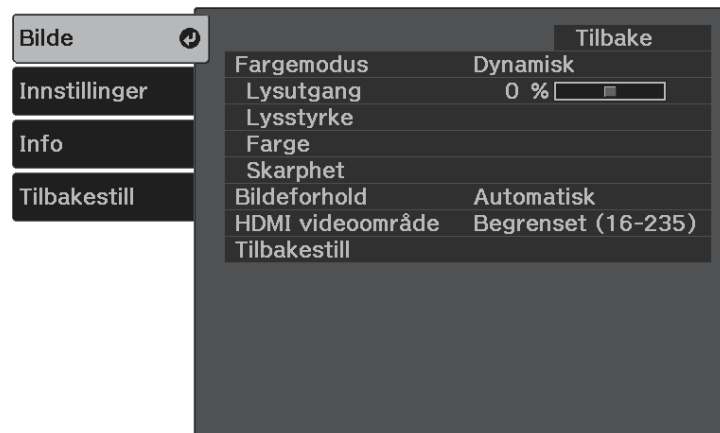 Bilde
Innstillinger
Info
Tilbakestill
Tilbake
Fargemodus Dynamisk
Lysutgang 0 %
Lysstyrke
Farge
Skarphet
Bildeforhold Automatisk
HDMI videoområde Begrenset (16-235)
Tilbakestill